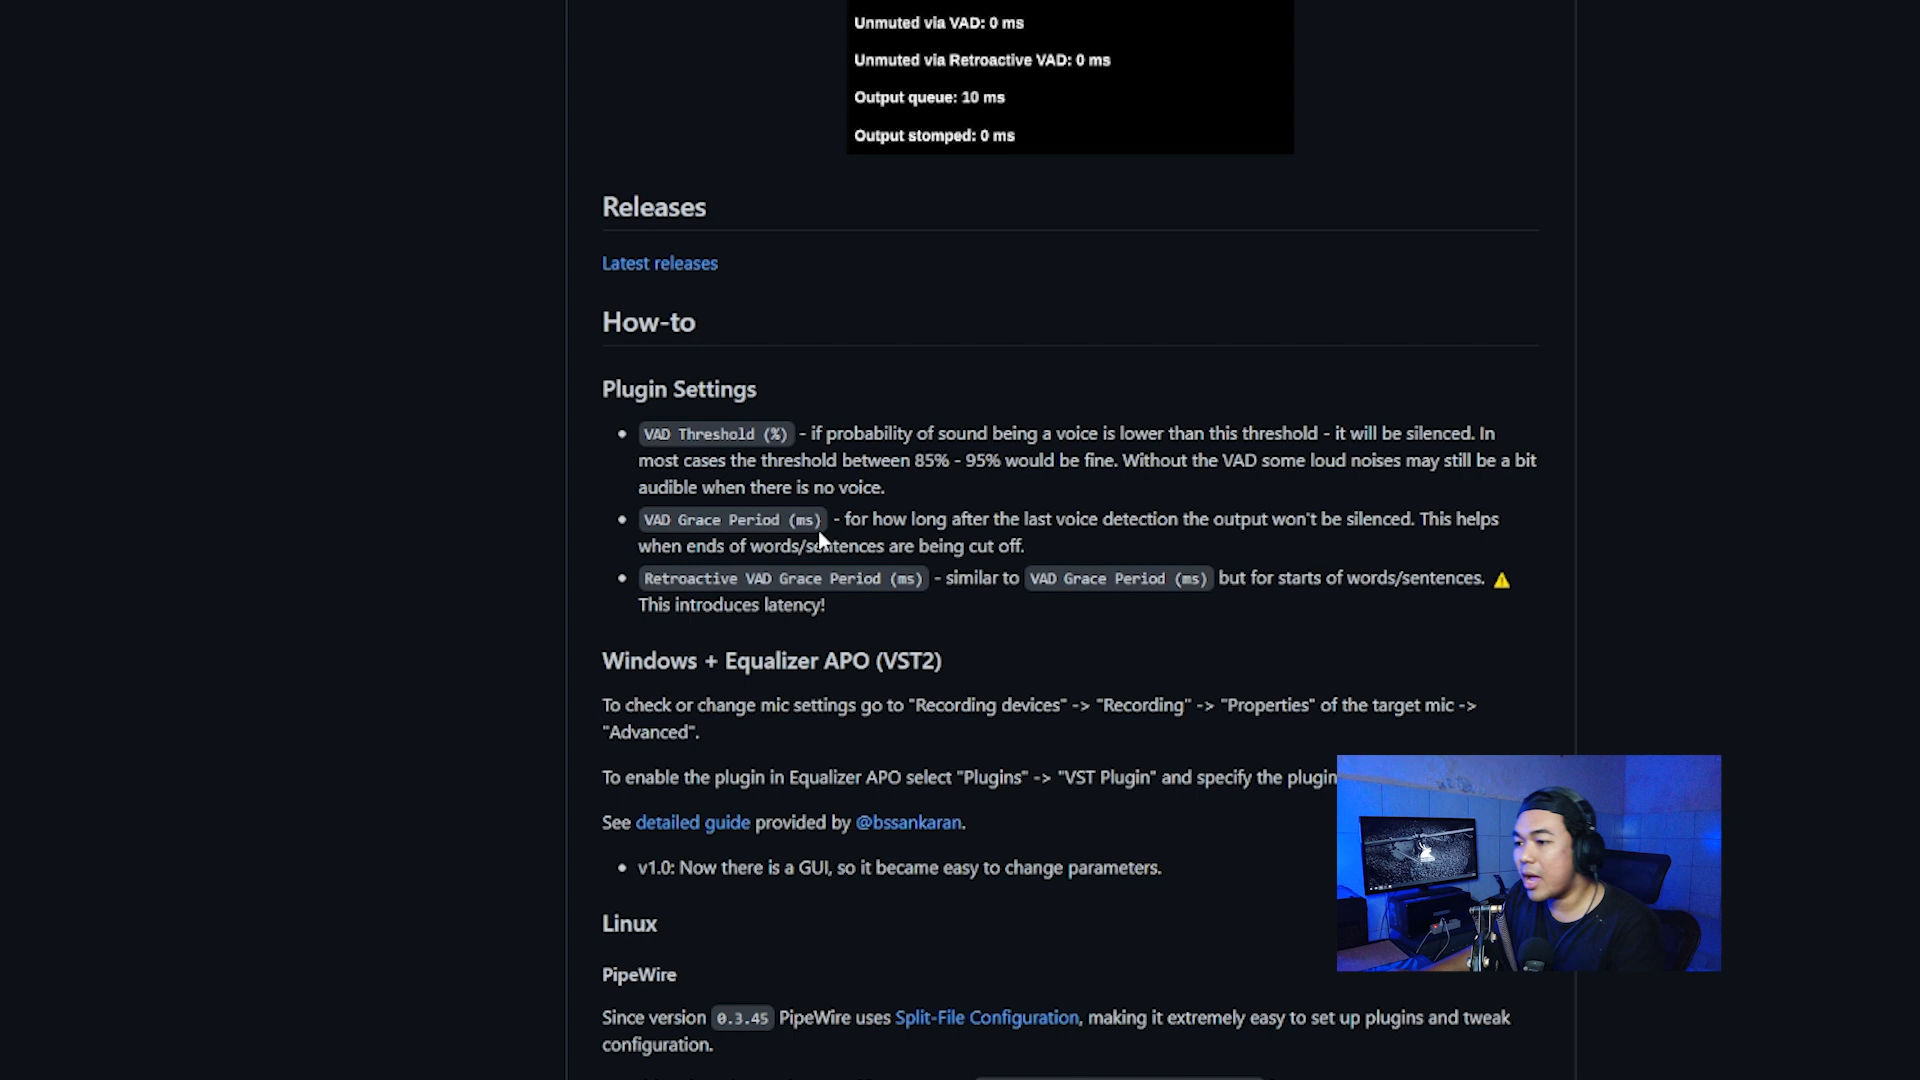 Unmuted via VAD: 0 ms
Unmuted via Retroactive VAD: 0 ms
Output queue: 10 ms
Output stomped: 0 ms
Releases
Latest releases
How-to
Plugin Settings
VAD Threshold (%) - if probability of sound being a voice is lower than this threshold - it will be silenced. In
most cases the threshold between 85% - 95% would be fine. Without the VAD some loud noises may still be a bit
audible when there is no voice.
VAD Grace Period (ms) - for how long after the last voice detection the output won't be silenced. This helps
when ends of words/sentences are being cut off.
Retroactive VAD Grace Period (ms) - similar to VAD Grace Period (ms) but for starts of words/sentences. ⚠
This introduces latency!
Windows + Equalizer APO (VST2)
To check or change mic settings go to "Recording devices" -> "Recording" -> "Properties" of the target mic ->
"Advanced".
To enable the plugin in Equalizer APO select "Plugins" -> "VST Plugin" and specify the plugin
See detailed guide provided by @bssankaran.
v1.0: Now there is a GUI, so it became easy to change parameters.
Linux
PipeWire
Since version 0.3.45 PipeWire uses Split-File Configuration, making it extremely easy to set up plugins and tweak
configuration.